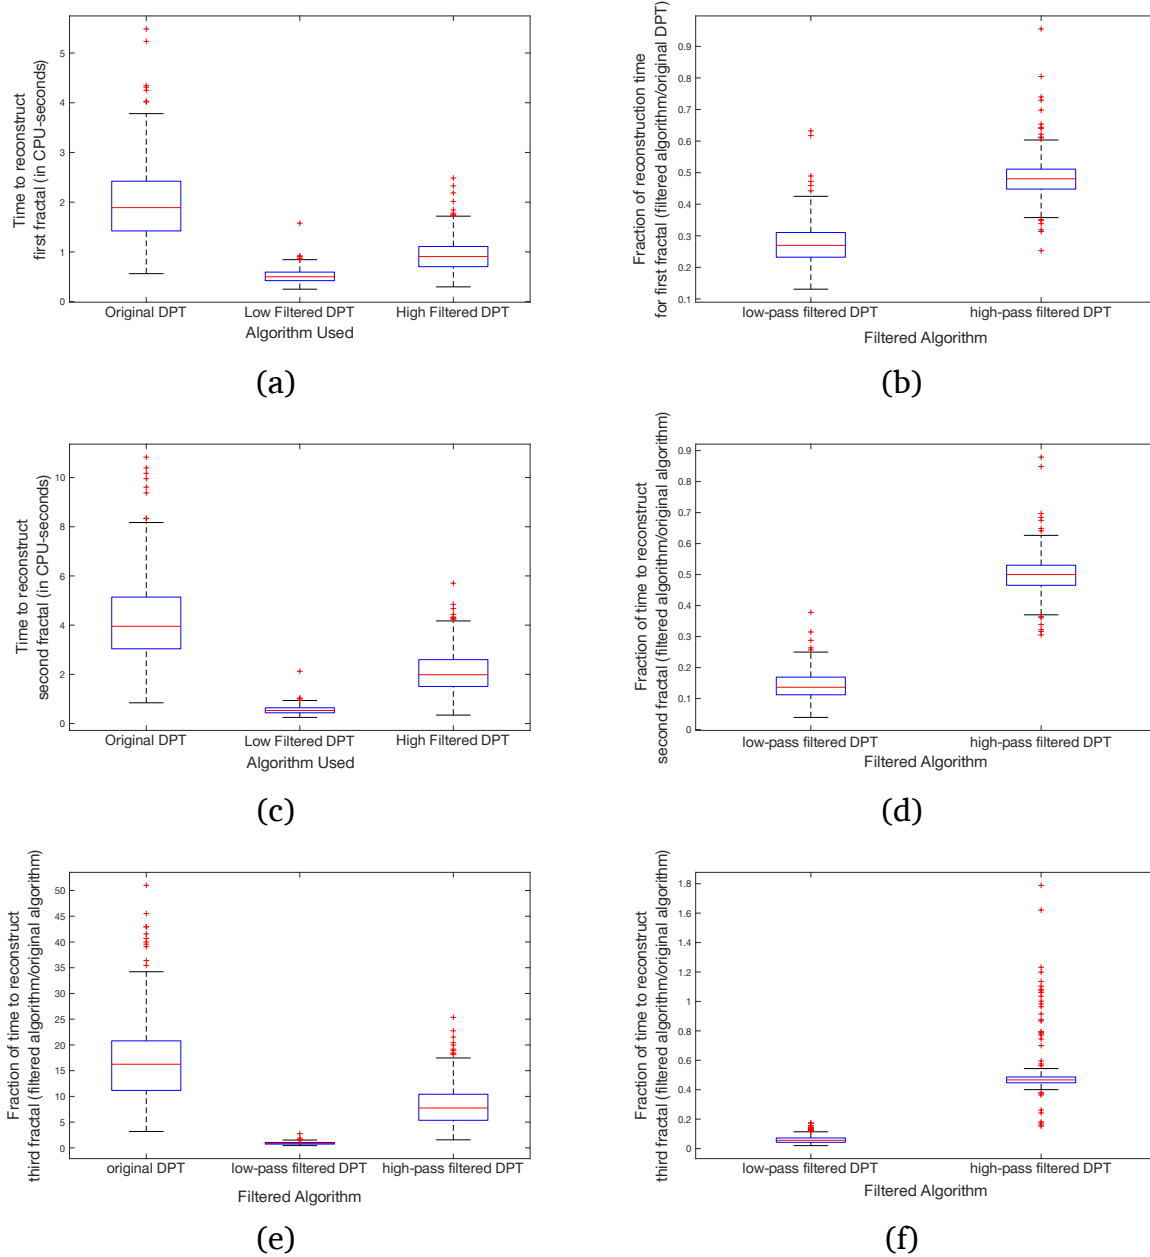 Time to reconstruct
first fractal (in CPU-seconds)
5
4
3
2
1
0
Original DPT Low Filtered DPT High Filtered DPT
Algorithm Used
(a)
Fraction of reconstruction time
for first fractal (filtered algorithm/original DPT)
0.9
0.8
0.7
0.6
0.5
0.4
0.3
0.2
0.1
low-pass filtered DPT high-pass filtered DPT
Filtered Algorithm
(b)
Time to reconstruct
second fractal (in CPU-seconds)
10
8
6
4
2
0
Original DPT Low Filtered DPT High Filtered DPT
Algorithm Used
(c)
Fraction of time to reconstruct
second fractal (filtered algorithm/original algorithm)
0.9
0.8
0.7
0.6
0.5
0.4
0.3
0.2
0.1
0
low-pass filtered DPT high-pass filtered DPT
Filtered Algorithm
(d)
Fraction of time to reconstruct
third fractal (filtered algorithm/original algorithm)
50
45
40
35
30
25
20
15
10
5
0
original DPT low-pass filtered DPT high-pass filtered DPT
Filtered Algorithm
(e)
Fraction of time to reconstruct
third fractal (filtered algorithm/original algorithm)
1.8
1.6
1.4
1.2
1
0.8
0.6
0.4
0.2
0
low-pass filtered DPT high-pass filtered DPT
Filtered Algorithm
(f)